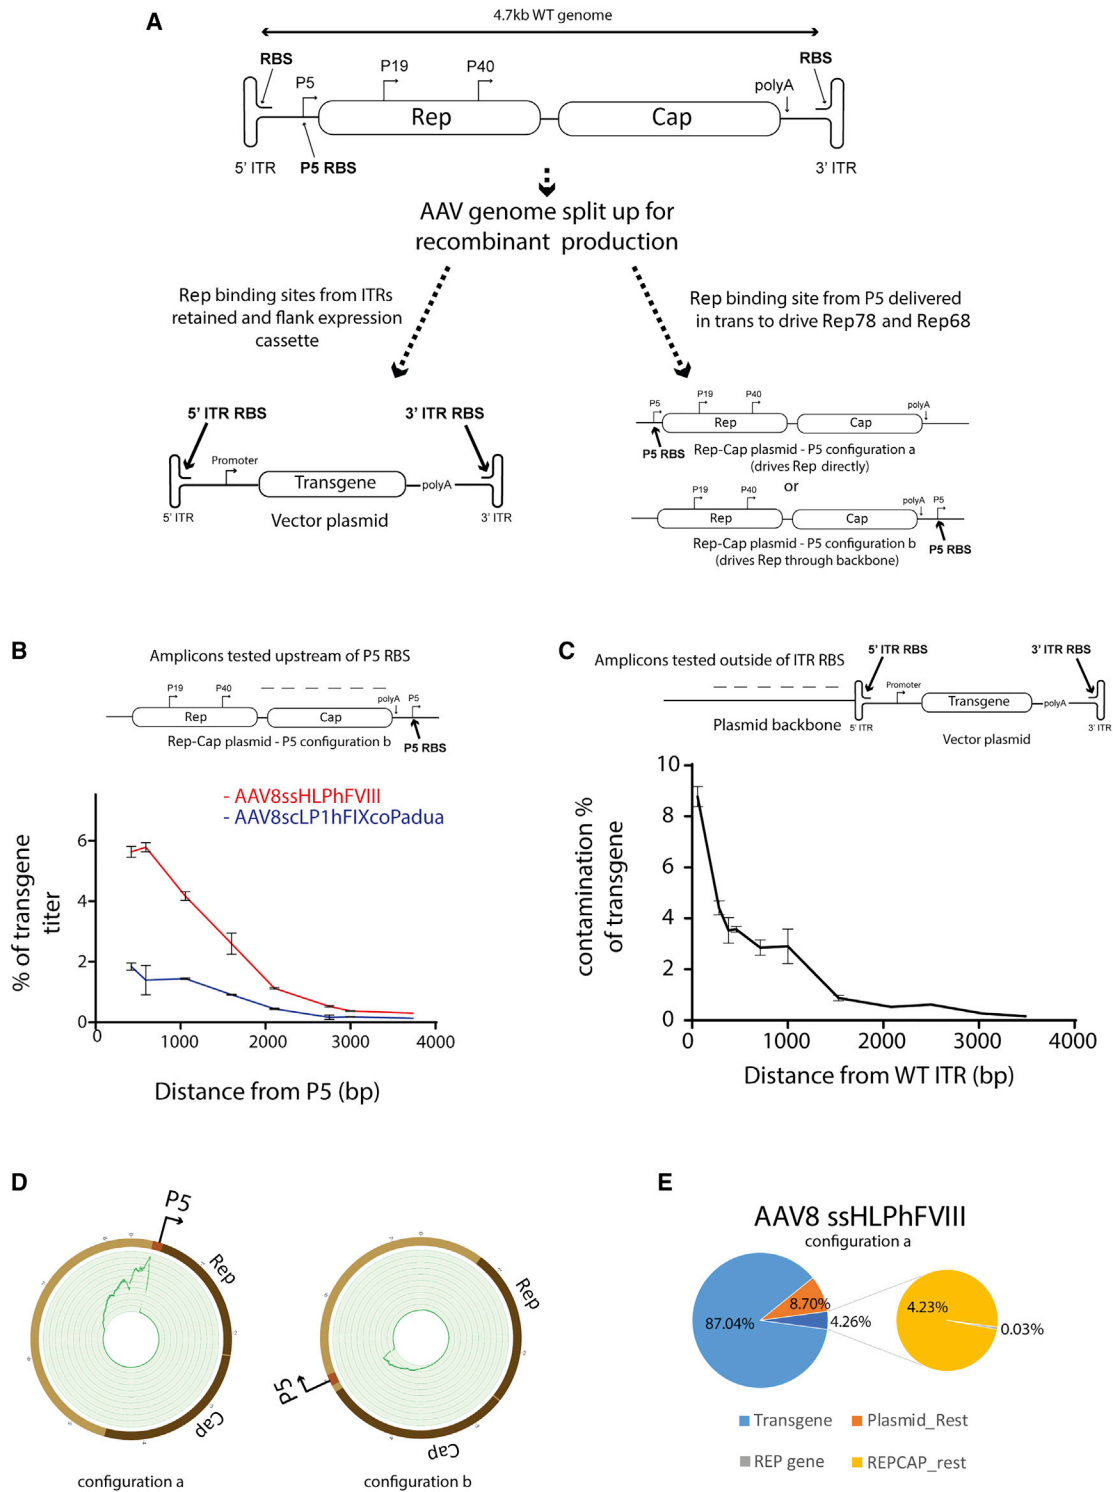 A
4.7kb WT genome
RBS
RBS
P5
P19
P40
polyA
Rep
Cap
5' ITR
P5 RBS
3' ITR
AAV genome split up for
recombinant production
Rep binding sites from ITRs
retained and flank expression
cassette
Rep binding site from P5 delivered
in trans to drive Rep78 and Rep68
5' ITR RBS
3' ITR RBS
Promoter
Transgene
polyA
5' ITR
3' ITR
Vector plasmid
P5
P19
P40
polyA
Rep
Cap
P5 RBS
Rep-Cap plasmid - P5 configuration a
(drives Rep directly)
or
P19
P40
polyA
P5
Rep
Cap
Rep-Cap plasmid - P5 configuration b
(drives Rep through backbone)
P5 RBS
B
Amplicons tested upstream of P5 RBS
P19
P40
polyA
P5
Rep
Cap
Rep-Cap plasmid - P5 configuration b
P5 RBS
- AAV8ssHLPhFVIII
- AAV8scLP1hFIXcoPadua
% of transgene
titer
6
4
2
0
0 1000 2000 3000 4000
Distance from P5 (bp)
C
Amplicons tested outside of ITR RBS
5' ITR RBS
3' ITR RBS
Promoter
Transgene
polyA
Plasmid backbone
5' ITR
3' ITR
Vector plasmid
contamination %
of transgene
10
8
6
4
2
0
0 1000 2000 3000 4000
Distance from WT ITR (bp)
D
P5
Rep
Cap
configuration a
Rep
P5
Cap
configuration b
E
AAV8 ssHLPhFVIII
configuration a
87.04%
8.70%
4.26%
4.23%
0.03%
Transgene
Plasmid_Rest
REP gene
REPCAP_rest